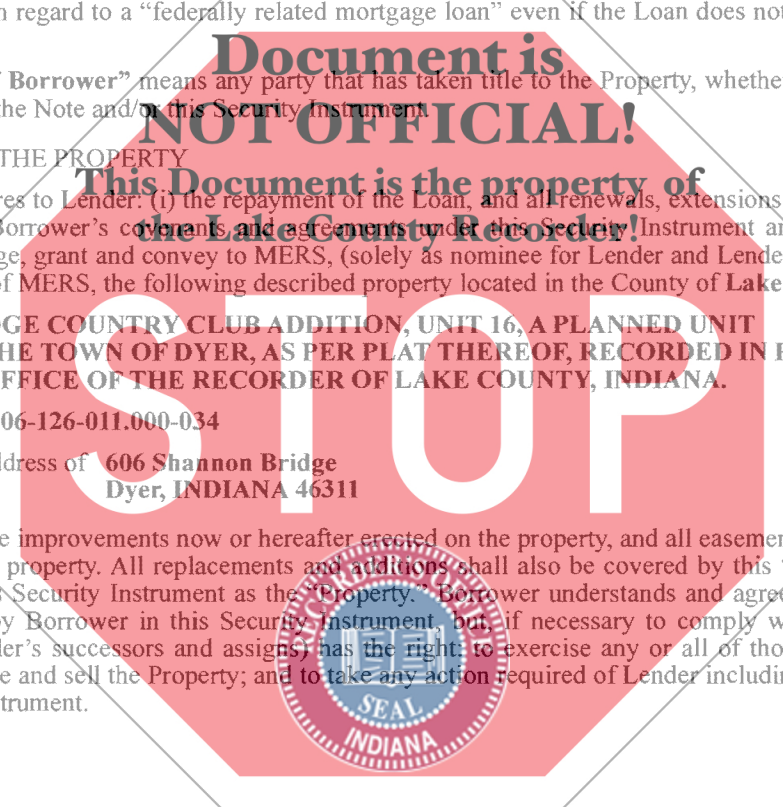 n regard to a “federally related mortgage loan” even if the Loan does not
Document is
Borrower” means any party that has taken title to the Property, whether
the Note and/or this Security Instrument.
NOT OFFICIAL!
THE PROPERTY
This Document is the property of
res to Lender: (i) the repayment of the Loan, and all renewals, extensions
Borrower’s covenants and agreements under this Security Instrument an
the Lake County Recorder!
ge, grant and convey to MERS, (solely as nominee for Lender and Lende
of MERS, the following described property located in the County of Lake
STOP
GE COUNTRY CLUB ADDITION, UNIT 16, A PLANNED UNIT
HE TOWN OF DYER, AS PER PLAT THEREOF, RECORDED IN P
FFICE OF THE RECORDER OF LAKE COUNTY, INDIANA.
06-126-011.000-034
ddress of 606 Shannon Bridge
Dyer, INDIANA 46311
e improvements now or hereafter erected on the property, and all easemen
property. All replacements and additions shall also be covered by this
s Security Instrument as the “Property.” Borrower understands and agree
by Borrower in this Security Instrument, but, if necessary to comply w
der’s successors and assigns) has the right: to exercise any or all of tho
e and sell the Property; and to take any action required of Lender includin
trument.
SEAL
INDIANA